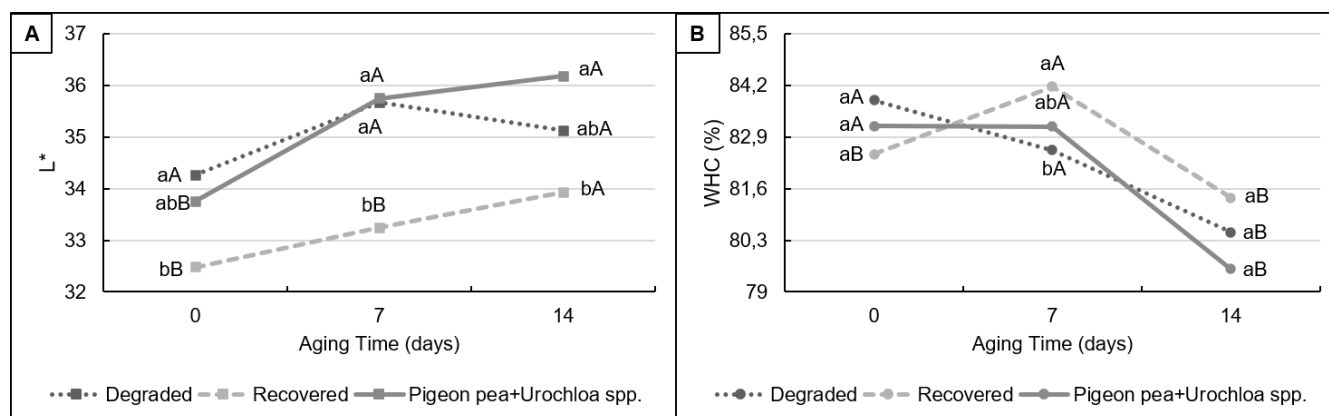 A
L*
37
36
35
34
33
32
aA
aA
aA
abA
aA
abB
bB
bA
bB
0 7 14
Aging Time (days)
Degraded Recovered Pigeon pea+Urochloa spp.
B
WHC (%)
85,5
84,2
82,9
81,6
80,3
79
aA
aA
abA
aA
aB
bA
aB
aB
aB
0 7 14
Aging Time (days)
Degraded Recovered Pigeon pea+Urochloa spp.